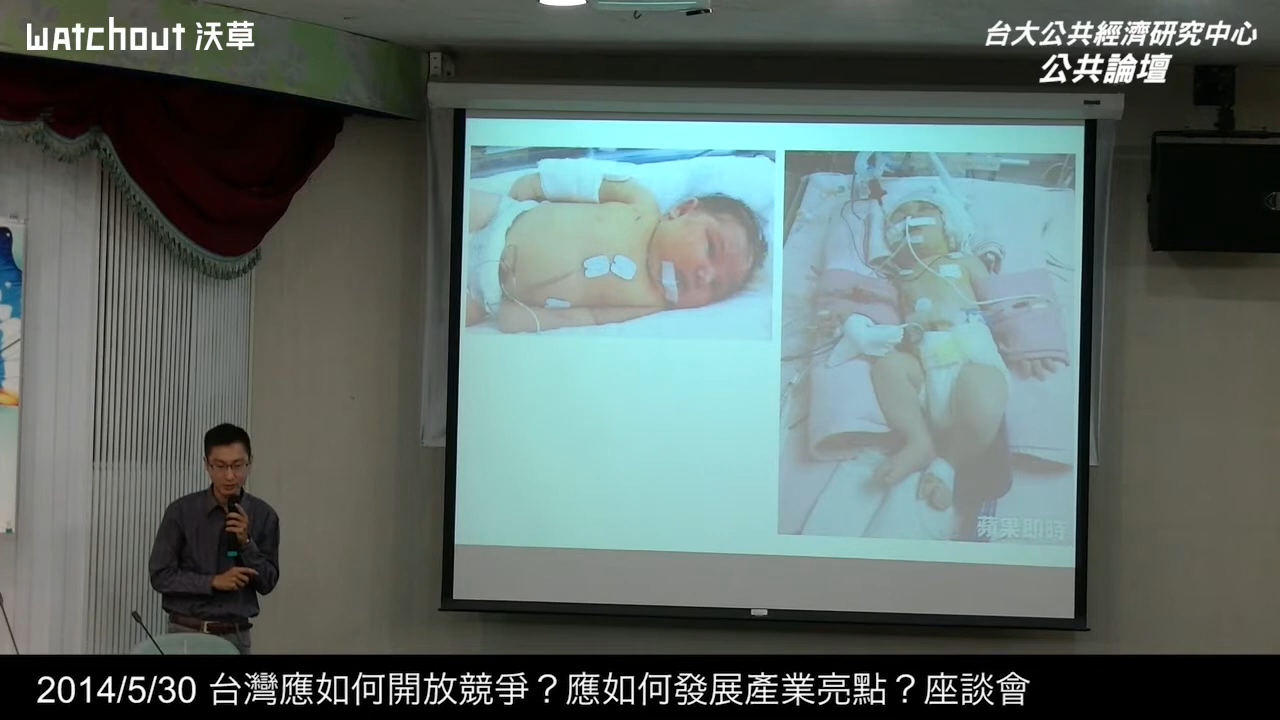 watchout 沃草
台大公共經濟研究中心
公共論壇
蘋果即時
2014/5/30 台灣應如何開放競爭？應如何發展產業亮點？座談會